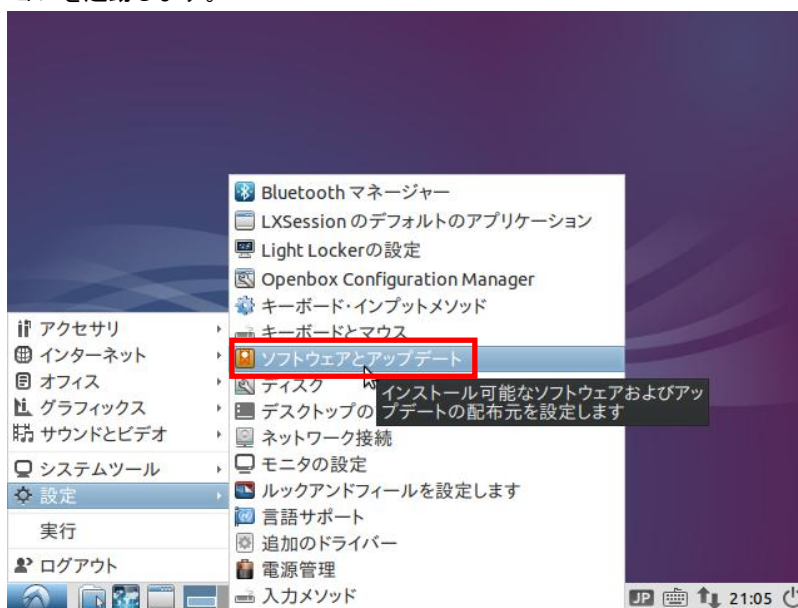 Bluetooth マネージャー
LXSession のデフォルトのアプリケーション
Light Lockerの設定
Openbox Configuration Manager
キーボード・インプットメソッド
キーボードとマウス
ソフトウェアとアップデート
ディスク
デスクトップの
インストール可能なソフトウェアおよびアッ
プデートの配布元を設定します
ネットワーク接続
モニタの設定
ルックアンドフィールを設定します
言語サポート
追加のドライバー
電源管理
入力メソッド
アクセサリ
インターネット
オフィス
グラフィックス
サウンドとビデオ
システムツール
設定
実行
ログアウト
JP
21:05